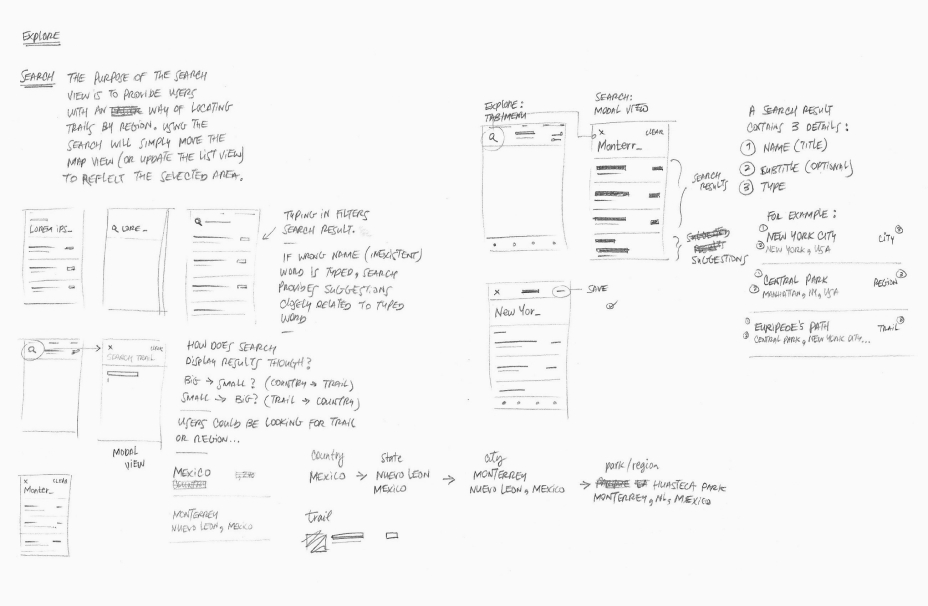 EXPLORE
SEARCH
THE PURPOSE OF THE SEARCH
VIEW IS TO PROVIDE USERS
WITH AN WAY OF LOCATING
TRAILS BY REGION. USING THE
SEARCH WILL SIMPLY MOVE THE
MAP VIEW (OR UPDATE THE LIST VIEW)
TO REFLECT THE SELECTED AREA.
LOREM IPS_
LORE_
TYPING IN FILTERS
SEARCH RESULT.
IF WRONG NAME (INEXISTENT)
WORD IS TYPED, SEARCH
PROVIDES SUGGESTIONS
CLOSELY RELATED TO TYPED
WORD
X CLEAR
SEARCH TRAIL
MODAL
VIEW
HOW DOES SEARCH
DISPLAY RESULTS THOUGH?
BIG → SMALL? (COUNTRY → TRAIL)
SMALL → BIG? (TRAIL → COUNTRY)
USERS COULD BE LOOKING FOR TRAIL
OR REGION...
X CLEAR
Monter_
MEXICO
MONTERREY
NUEVO LEON, MEXICO
country
MEXICO →
state
NUEVO LEON
MEXICO →
city
MONTERREY
NUEVO LEON, MEXICO →
park/region
HUASTECA PARK
MONTERREY, NL, MEXICO
trail
EXPLORE:
TAB/MENU
SEARCH:
MODAL VIEW
X CLEAR
Monterr_
SEARCH
RESULTS
SUGGESTIONS
X
SAVE
New Yor_
A SEARCH RESULT
CONTAINS 3 DETAILS:
1 NAME (TITLE)
2 SUBTITLE (OPTIONAL)
3 TYPE
FOR EXAMPLE:
1 NEW YORK CITY CITY 3
2 NEW YORK, USA
1 CENTRAL PARK REGION 3
2 MANHATTAN, NY, USA
1 EURIPEDE'S PATH TRAIL 3
2 CENTRAL PARK, NEW YORK CITY...